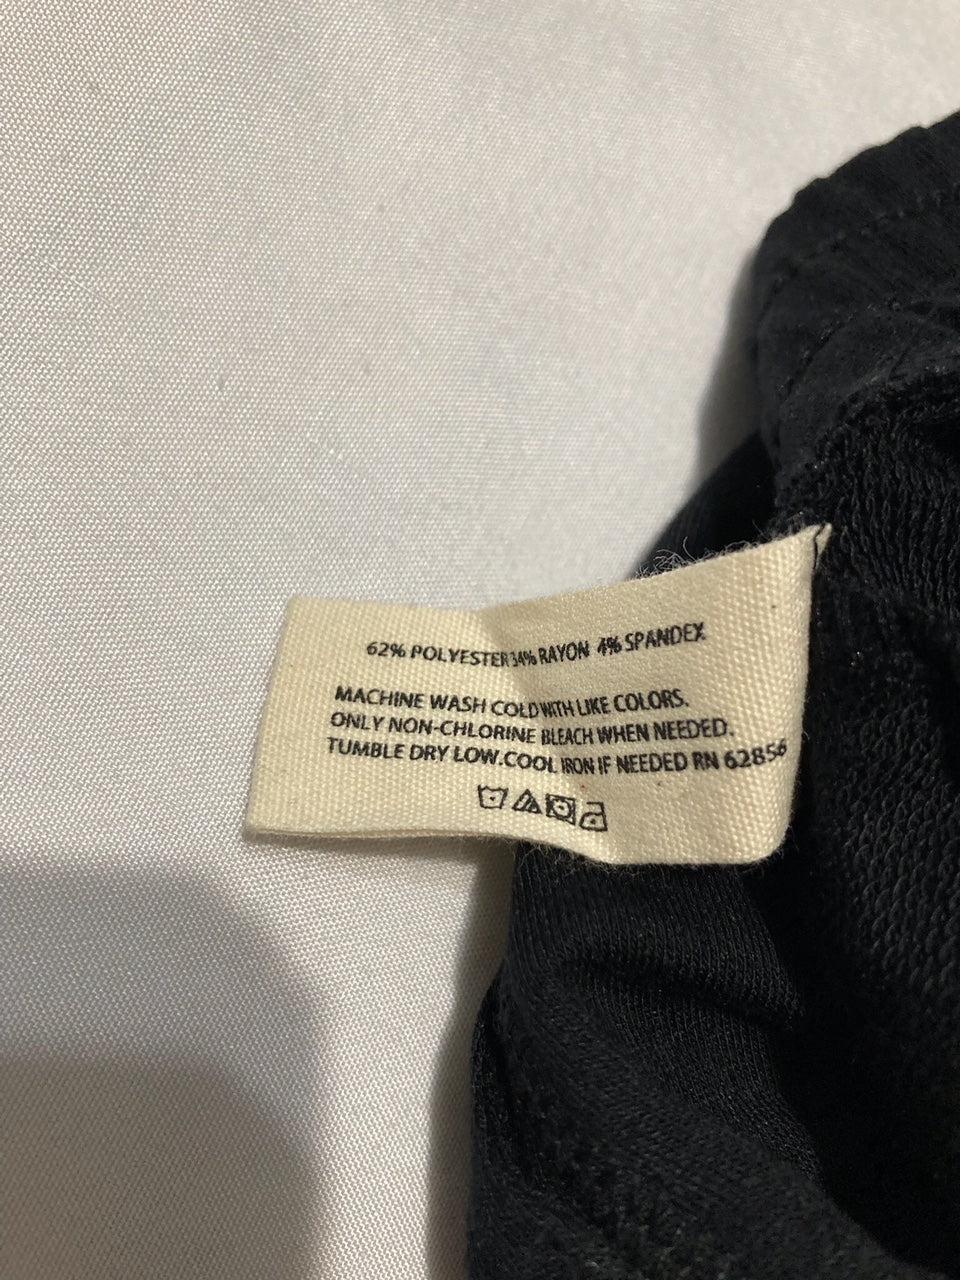 62% POLYESTER 34% RAYON 4% SPANDEX
MACHINE WASH COLD WITH LIKE COLORS.
ONLY NON-CHLORINE BLEACH WHEN NEEDED.
TUMBLE DRY LOW.COOL IRON IF NEEDED RN 62856